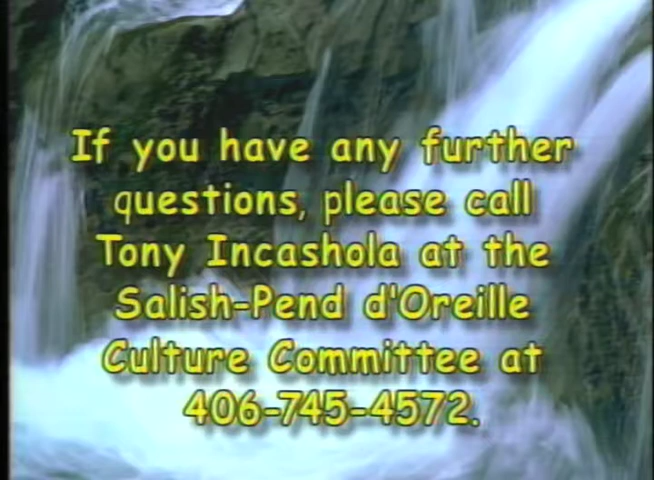 If you have any further
questions, please call
Tony Incashola at the
Salish-Pend d'Oreille
Culture Committee at
406-745-4572.